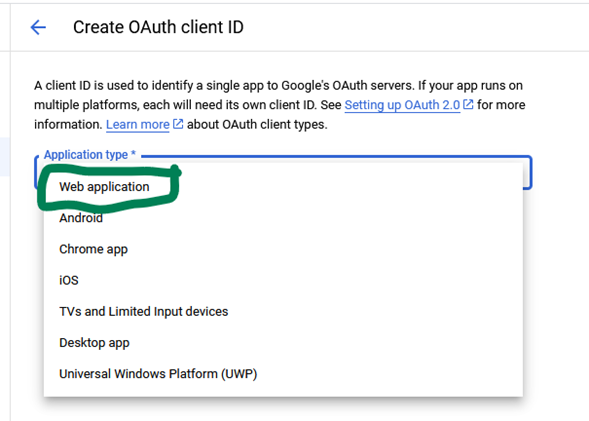 Create OAuth client ID
A client ID is used to identify a single app to Google's OAuth servers. If your app runs on
multiple platforms, each will need its own client ID. See Setting up OAuth 2.0 for more
information. Learn more about OAuth client types.
Application type *
Web application
Android
Chrome app
iOS
TVs and Limited Input devices
Desktop app
Universal Windows Platform (UWP)